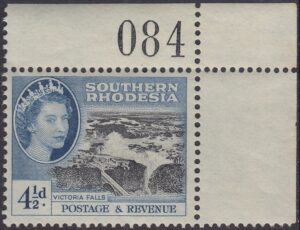 084
SOUTHERN
RHODESIA
VICTORIA FALLS
4½d.
POSTAGE & REVENUE